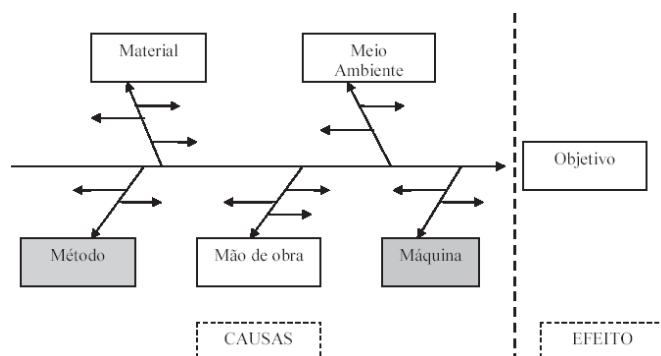 Material
Meio
Ambiente
Objetivo
Método
Mão de obra
Máquina
CAUSAS
EFEITO